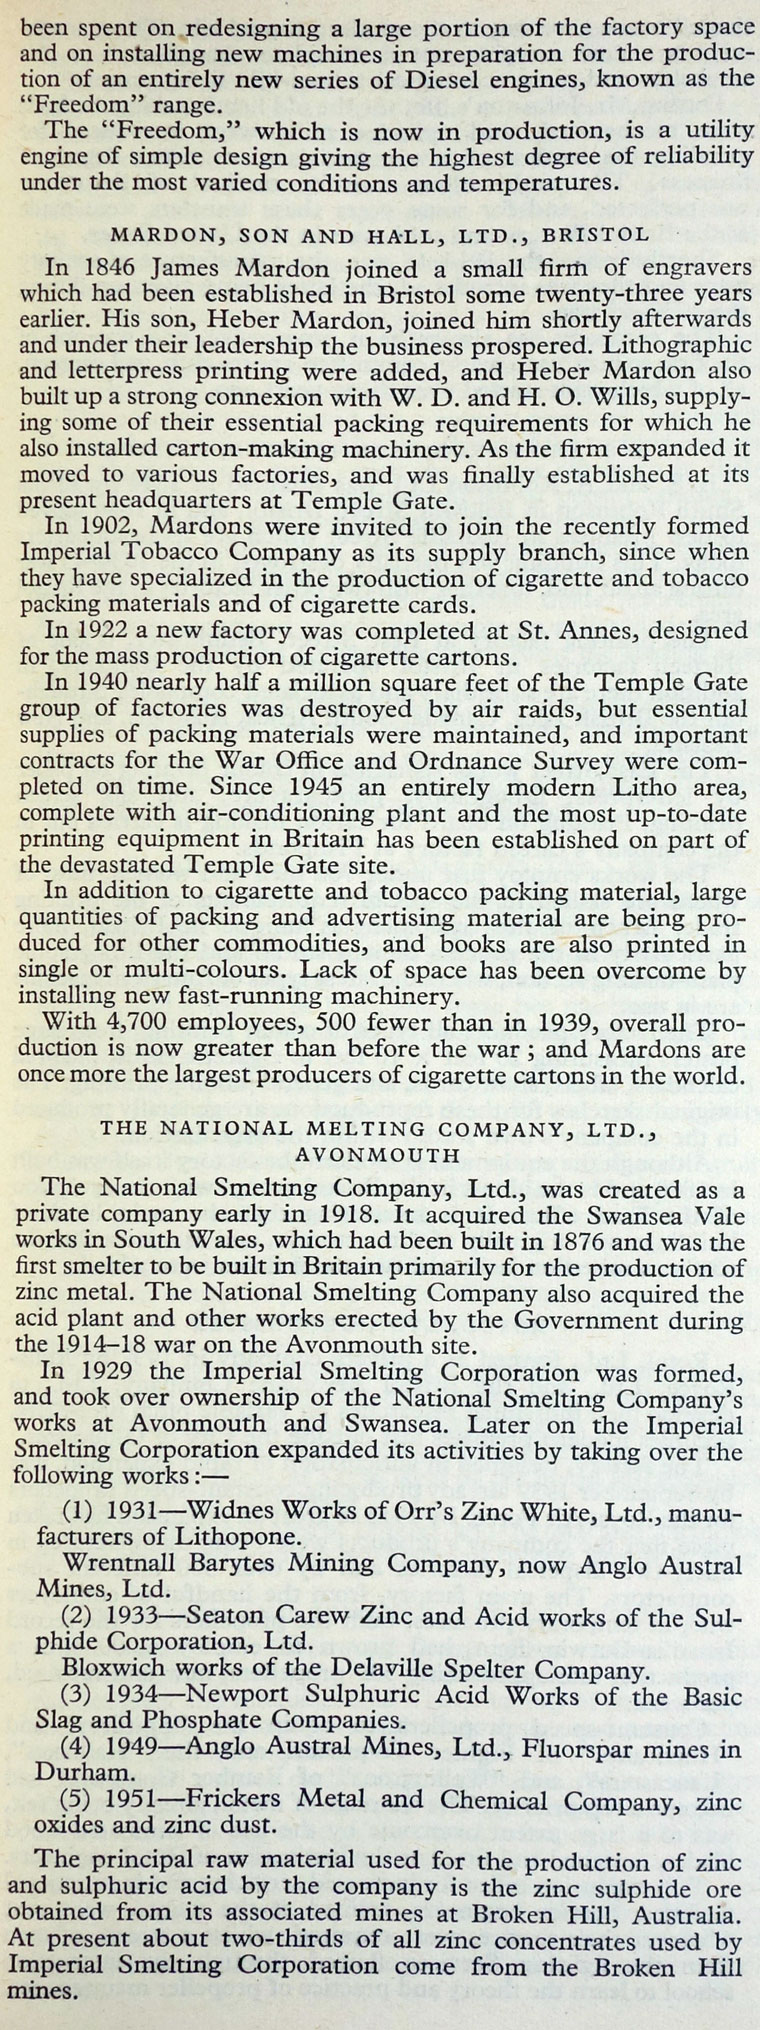 been spent on redesigning a large portion of the factory space
and on installing new machines in preparation for the produc-
tion of an entirely new series of Diesel engines, known as the
“Freedom” range.
The “Freedom,” which is now in production, is a utility
engine of simple design giving the highest degree of reliability
under the most varied conditions and temperatures.
MARDON, SON AND HALL, LTD., BRISTOL
In 1846 James Mardon joined a small firm of engravers
which had been established in Bristol some twenty-three years
earlier. His son, Heber Mardon, joined him shortly afterwards
and under their leadership the business prospered. Lithographic
and letterpress printing were added, and Heber Mardon also
built up a strong connexion with W. D. and H. O. Wills, supply-
ing some of their essential packing requirements for which he
also installed carton-making machinery. As the firm expanded it
moved to various factories, and was finally established at its
present headquarters at Temple Gate.
In 1902, Mardons were invited to join the recently formed
Imperial Tobacco Company as its supply branch, since when
they have specialized in the production of cigarette and tobacco
packing materials and of cigarette cards.
In 1922 a new factory was completed at St. Annes, designed
for the mass production of cigarette cartons.
In 1940 nearly half a million square feet of the Temple Gate
group of factories was destroyed by air raids, but essential
supplies of packing materials were maintained, and important
contracts for the War Office and Ordnance Survey were com-
pleted on time. Since 1945 an entirely modern Litho area,
complete with air-conditioning plant and the most up-to-date
printing equipment in Britain has been established on part of
the devastated Temple Gate site.
In addition to cigarette and tobacco packing material, large
quantities of packing and advertising material are being pro-
duced for other commodities, and books are also printed in
single or multi-colours. Lack of space has been overcome by
installing new fast-running machinery.
With 4,700 employees, 500 fewer than in 1939, overall pro-
duction is now greater than before the war ; and Mardons are
once more the largest producers of cigarette cartons in the world.
THE NATIONAL MELTING COMPANY, LTD.,
AVONMOUTH
The National Smelting Company, Ltd., was created as a
private company early in 1918. It acquired the Swansea Vale
works in South Wales, which had been built in 1876 and was the
first smelter to be built in Britain primarily for the production of
zinc metal. The National Smelting Company also acquired the
acid plant and other works erected by the Government during
the 1914–18 war on the Avonmouth site.
In 1929 the Imperial Smelting Corporation was formed,
and took over ownership of the National Smelting Company’s
works at Avonmouth and Swansea. Later on the Imperial
Smelting Corporation expanded its activities by taking over the
following works :—
(1) 1931—Widnes Works of Orr’s Zinc White, Ltd., manu-
facturers of Lithopone.
Wrentnall Barytes Mining Company, now Anglo Austral
Mines, Ltd.
(2) 1933—Seaton Carew Zinc and Acid works of the Sul-
phide Corporation, Ltd.
Bloxwich works of the Delaville Spelter Company.
(3) 1934—Newport Sulphuric Acid Works of the Basic
Slag and Phosphate Companies.
(4) 1949—Anglo Austral Mines, Ltd., Fluorspar mines in
Durham.
(5) 1951—Frickers Metal and Chemical Company, zinc
oxides and zinc dust.
The principal raw material used for the production of zinc
and sulphuric acid by the company is the zinc sulphide ore
obtained from its associated mines at Broken Hill, Australia.
At present about two-thirds of all zinc concentrates used by
Imperial Smelting Corporation come from the Broken Hill
mines.